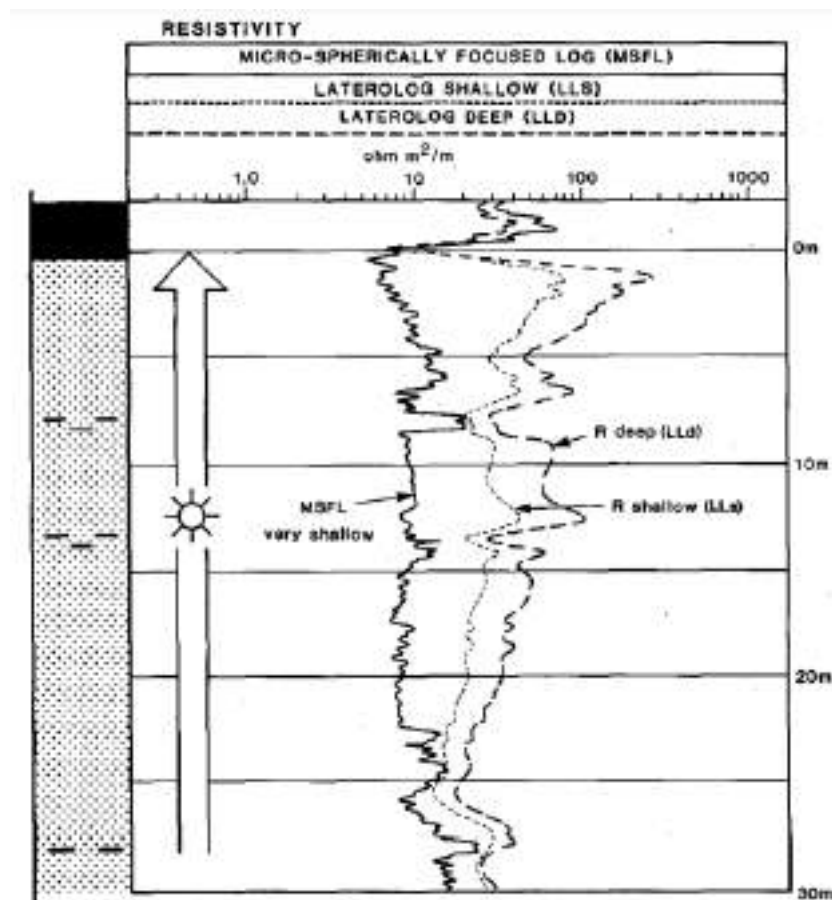 RESISTIVITY
MICRO-SPHERICALLY FOCUSED LOG (MSFL)
LATEROLOG SHALLOW (LLS)
LATEROLOG DEEP (LLD)
ohm m²/m
1.0 10 100 1000
0m
R deep (LLd)
10m
MSFL
very shallow
R shallow (LLs)
20m
30m